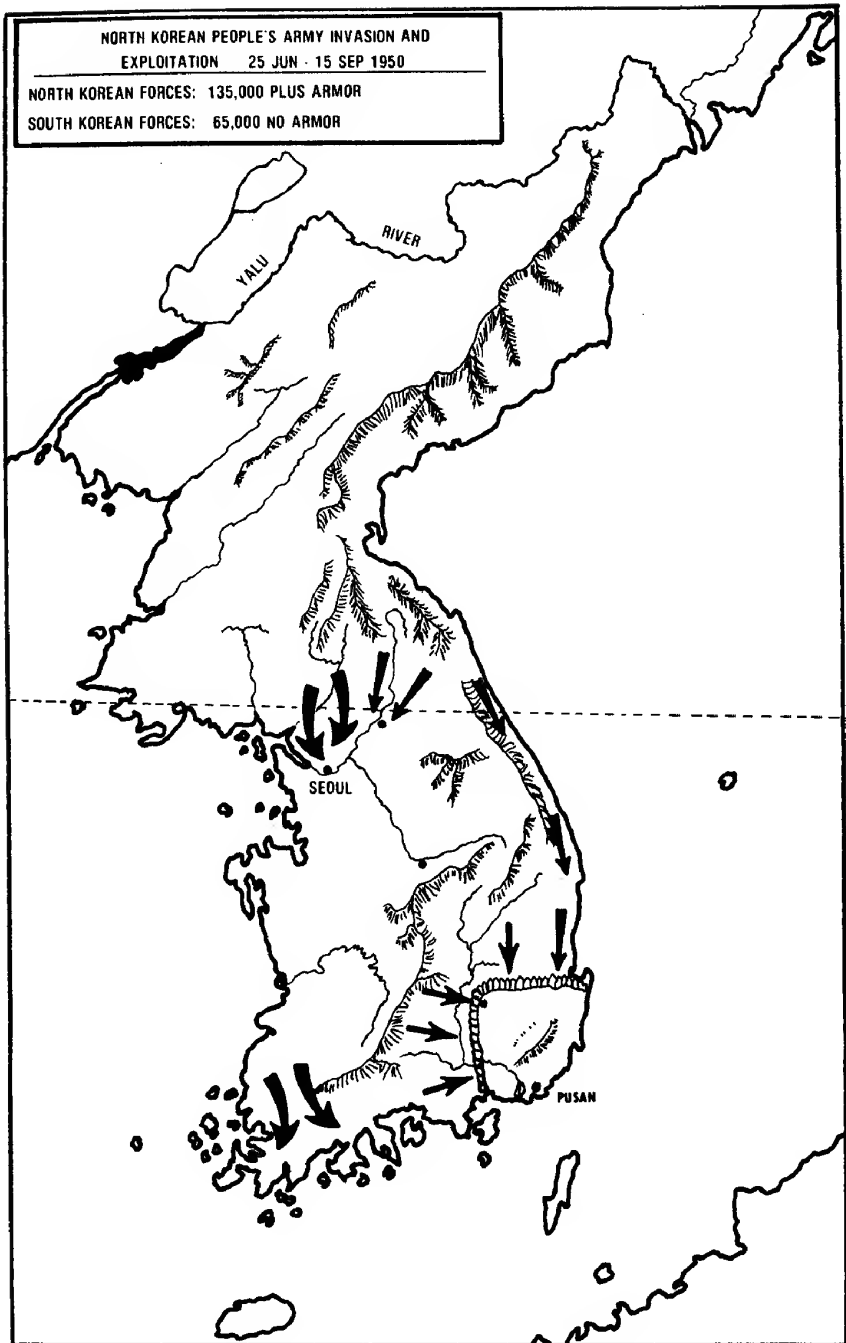 NORTH KOREAN PEOPLE'S ARMY INVASION AND
EXPLOITATION 25 JUN - 15 SEP 1950
NORTH KOREAN FORCES: 135,000 PLUS ARMOR
SOUTH KOREAN FORCES: 65,000 NO ARMOR
YALU RIVER
SEOUL
PUSAN